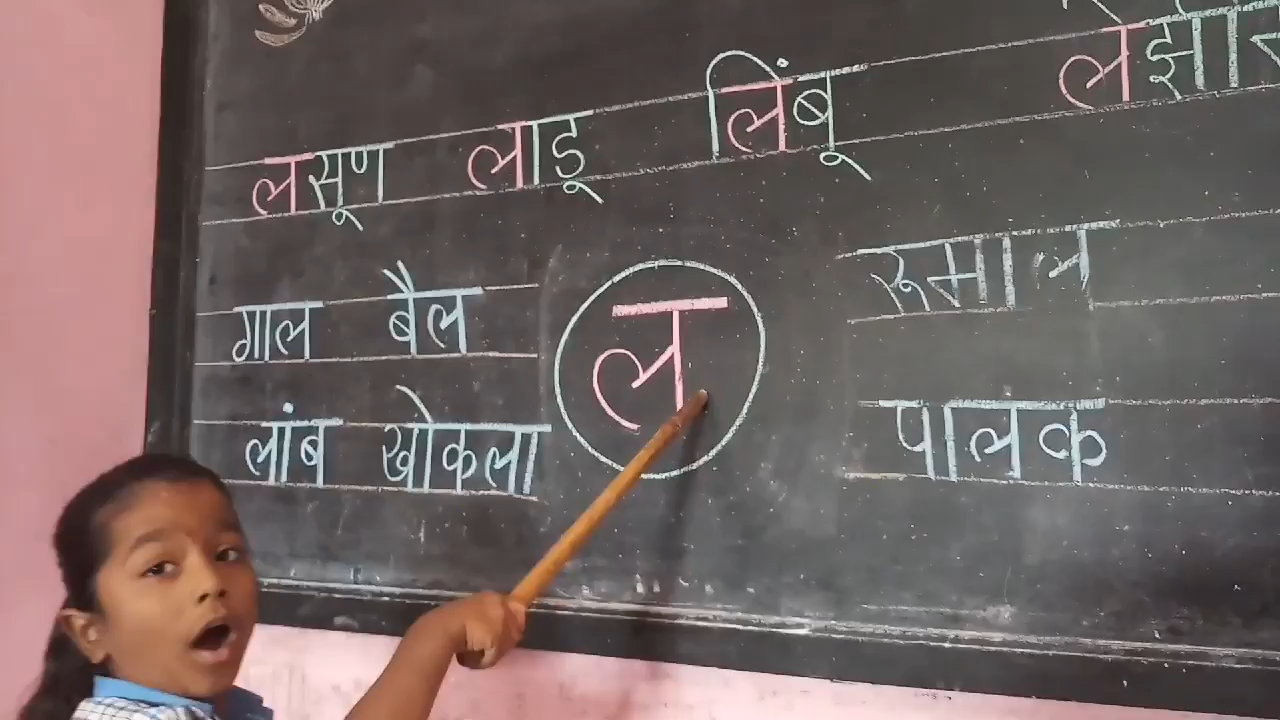 लसूण लाडू लिंबू
गाल बैल
लांब खोकला
ल
रूमाल
पालक